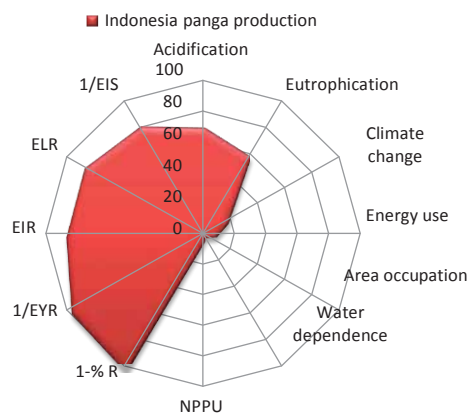 Indonesia panga production
Acidification
100
1/EIS
80
Eutrophication
60
Climate
change
ELR
40
20
EIR
0
Energy use
Area occupation
1/EYR
Water
dependence
1-% R
NPPU